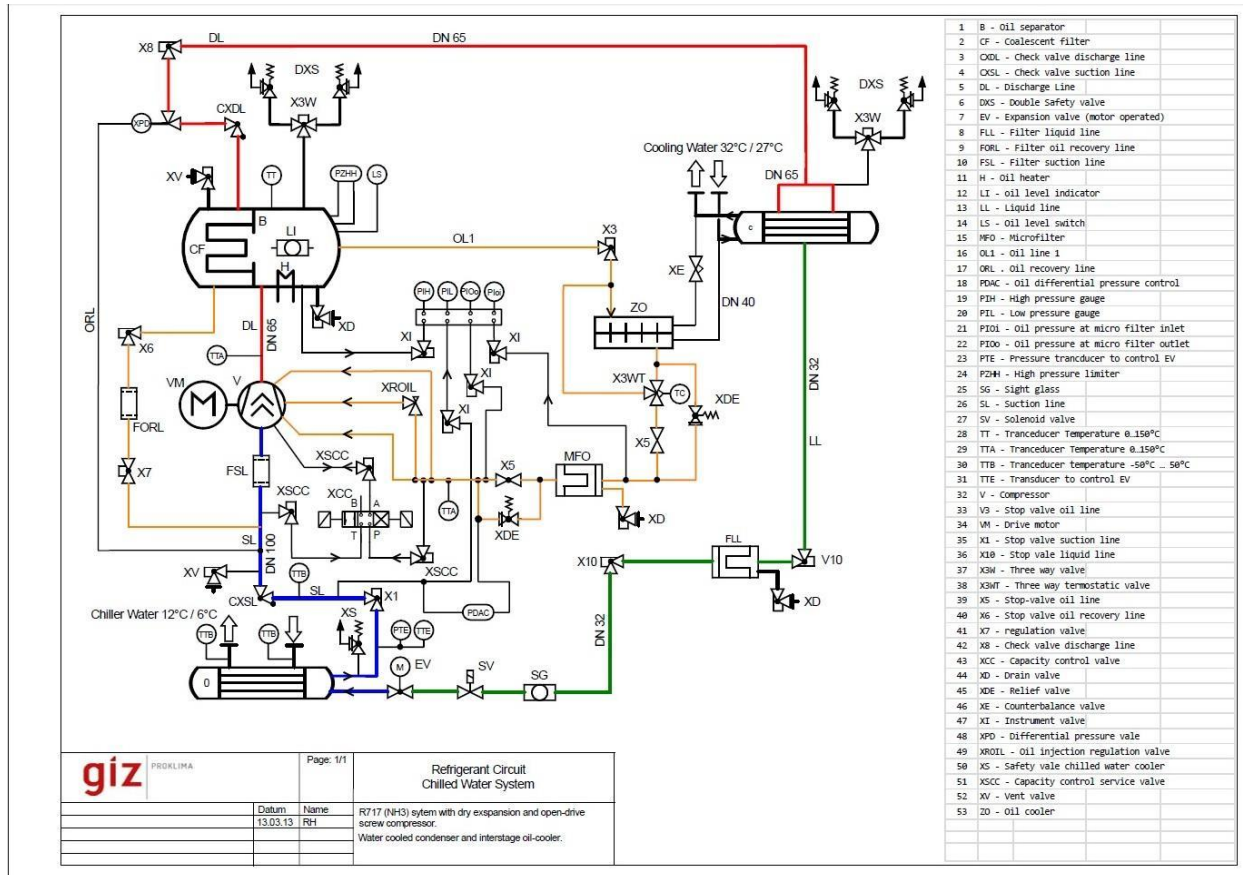 X8
DL
DN 65
DXS
X3W
CXDL
XPD
DXS
X3W
Cooling Water 32°C / 27°C
DN 65
XV
TT
PZHH
LS
B
LI
CF
H
OL1
X3
c
XE
DN 40
ORL
DL
DN 65
XD
PIH
PIL
PIOo
PIoi
ZO
XI
XI
XI
XI
X6
TTA
VM
V
M
XROIL
X3WT
TC
XDE
DN 32
LL
FORL
X7
FSL
XSCC
XSCC
XCC
B
A
T
P
X5
X5
MFO
TTA
XDE
XD
SL
DN 100
XSCC
X10
FLL
V10
XV
TTB
CXSL
SL
X1
PDAC
XD
Chiller Water 12°C / 6°C
XS
TTB
TTB
PTE
TTE
DN 32
0
M
EV
SV
SG
giz
PROKLIMA
Page: 1/1
Refrigerant Circuit
Chilled Water System
Datum
Name
13.03.13
RH
R717 (NH3) sytem with dry exspansion and open-drive
screw compressor.
Water cooled condenser and interstage oil-cooler.
1 B - Oil separator
2 CF - Coalescent filter
3 CXDL - Check valve discharge line
4 CXSL - Check valve suction line
5 DL - Discharge Line
6 DXS - Double Safety valve
7 EV - Expansion valve (motor operated)
8 FLL - Filter liquid line
9 FORL - Filter oil recovery line
10 FSL - Filter suction line
11 H - Oil heater
12 LI - oil level indicator
13 LL - Liquid line
14 LS - Oil level switch
15 MFO - Microfilter
16 OL1 - Oil line 1
17 ORL . Oil recovery line
18 PDAC - Oil differential pressure control
19 PIH - High pressure gauge
20 PIL - Low pressure gauge
21 PIOi - Oil pressure at micro filter inlet
22 PIOo - Oil pressure at micro filter outlet
23 PTE - Pressure trancducer to control EV
24 PZHH - High pressure limiter
25 SG - Sight glass
26 SL - Suction line
27 SV - Solenoid valve
28 TT - Tranceducer Temperature 0…150°C
29 TTA - Tranceducer Temperature 0…150°C
30 TTB - Tranceducer temperature -50°C … 50°C
31 TTE - Transducer to control EV
32 V - Compressor
33 V3 - Stop valve oil line
34 VM - Drive motor
35 X1 - Stop valve suction line
36 X10 - Stop vale liquid line
37 X3W - Three way valve
38 X3WT - Three way termostatic valve
39 X5 - Stop-valve oil line
40 X6 - Stop valve oil recovery line
41 X7 - regulation valve
42 X8 - Check valve discharge line
43 XCC - Capacity control valve
44 XD - Drain valve
45 XDE - Relief valve
46 XE - Counterbalance valve
47 XI - Instrument valve
48 XPD - Differential pressure vale
49 XROIL - Oil injection regulation valve
50 XS - Safety vale chilled water cooler
51 XSCC - Capacity control service valve
52 XV - Vent valve
53 ZO - Oil cooler